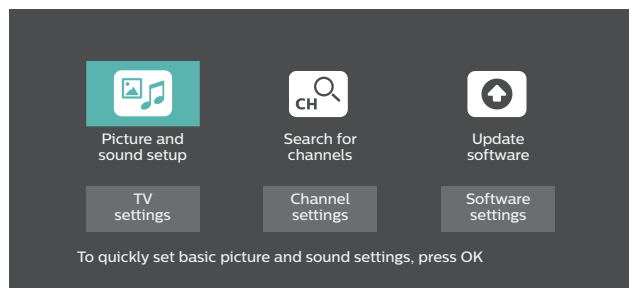 CH
Picture and
sound setup
Search for
channels
Update
software
TV
settings
Channel
settings
Software
settings
To quickly set basic picture and sound settings, press OK